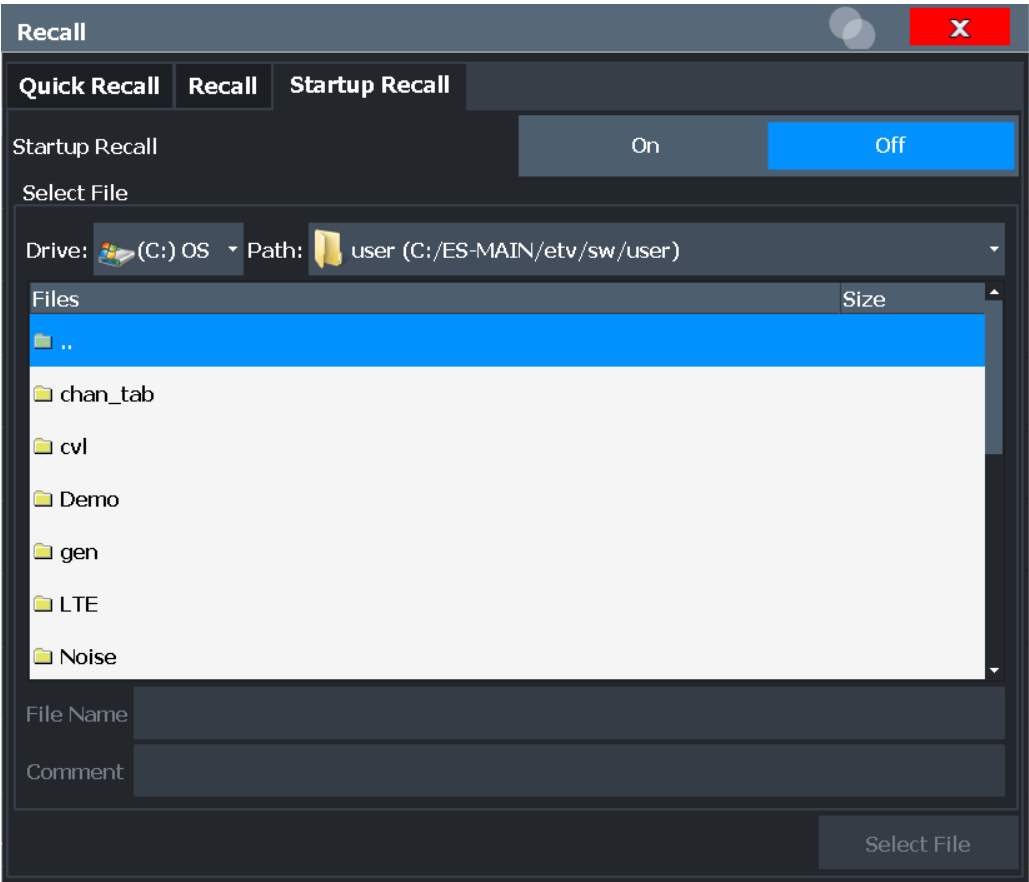 Recall X
Quick Recall Recall Startup Recall
Startup Recall On Off
Select File
Drive: (C:) OS Path: user (C:/ES-MAIN/etv/sw/user)
Files Size
..
chan_tab
cvl
Demo
gen
LTE
Noise
File Name
Comment
Select File